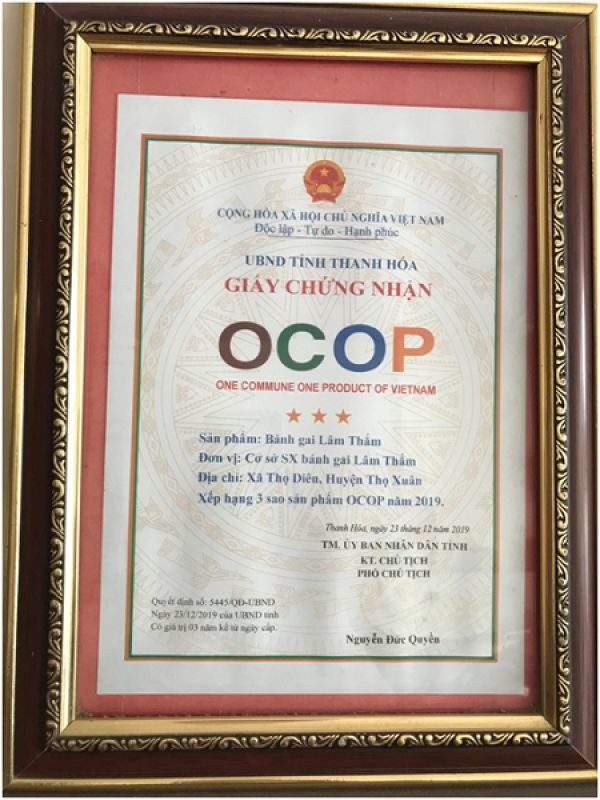 CỘNG HÒA XÃ HỘI CHỦ NGHĨA VIỆT NAM
Độc lập - Tự do - Hạnh phúc
UBND TỈNH THANH HÓA
GIẤY CHỨNG NHẬN
OCOP
ONE COMMUNE ONE PRODUCT OF VIETNAM
Sản phẩm: Bánh gai Lâm Thắm
Đơn vị: Cơ sở SX bánh gai Lâm Thắm
Địa chỉ: Xã Thọ Diên, Huyện Thọ Xuân
Xếp hạng 3 sao sản phẩm OCOP năm 2019.
Thanh Hóa, ngày 23 tháng 12 năm 2019
TM. ỦY BAN NHÂN DÂN TỈNH
KT. CHỦ TỊCH
PHÓ CHỦ TỊCH
Quyết định số: 5445/QĐ-UBND
Ngày 23/12/2019 của UBND tỉnh
Có giá trị 03 năm kể từ ngày cấp.
Nguyễn Đức Quyền